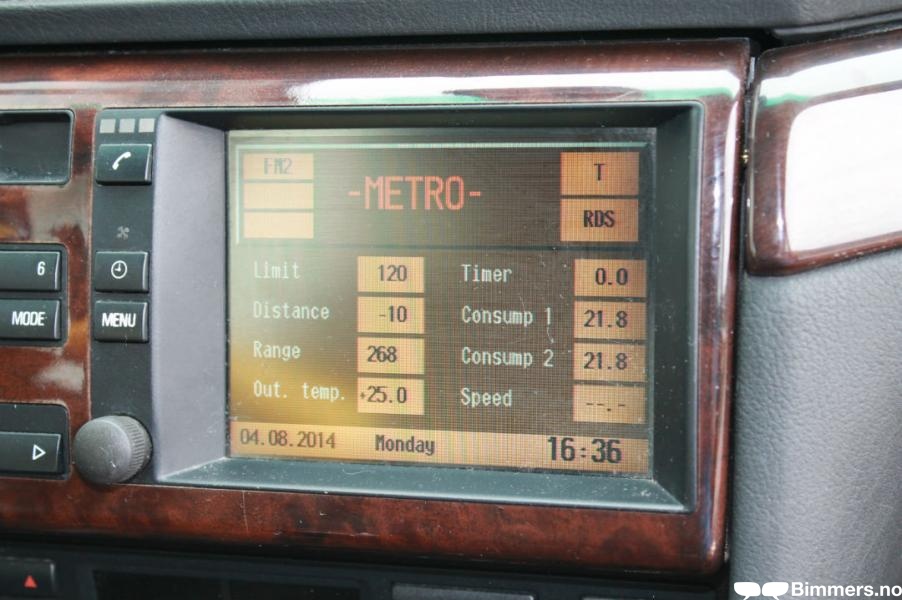 FM2
-METRO-
T
RDS
6
MODE
MENU
Limit 120 Timer 0.0
Distance -10 Consump 1 21.8
Range 268 Consump 2 21.8
Out. temp. +25.0 Speed --.-
04.08.2014 Monday 16:36
Bimmers.no